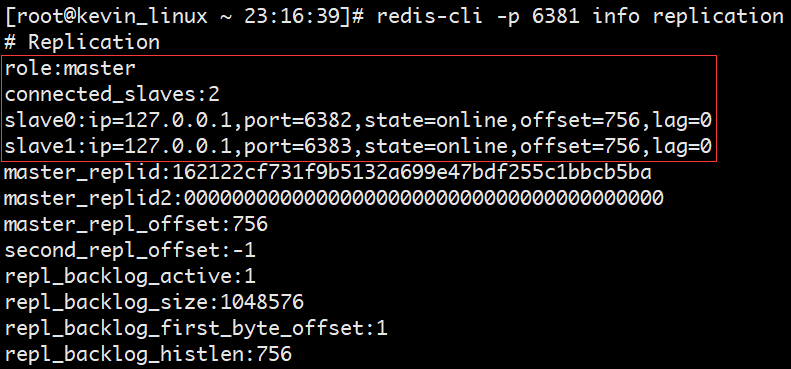 [root@kevin_linux ~ 23:16:39]# redis-cli -p 6381 info replication
# Replication
role:master
connected_slaves:2
slave0:ip=127.0.0.1,port=6382,state=online,offset=756,lag=0
slave1:ip=127.0.0.1,port=6383,state=online,offset=756,lag=0
master_replid:162122cf731f9b5132a699e47bdf255c1bbcb5ba
master_replid2:0000000000000000000000000000000000000000
master_repl_offset:756
second_repl_offset:-1
repl_backlog_active:1
repl_backlog_size:1048576
repl_backlog_first_byte_offset:1
repl_backlog_histlen:756